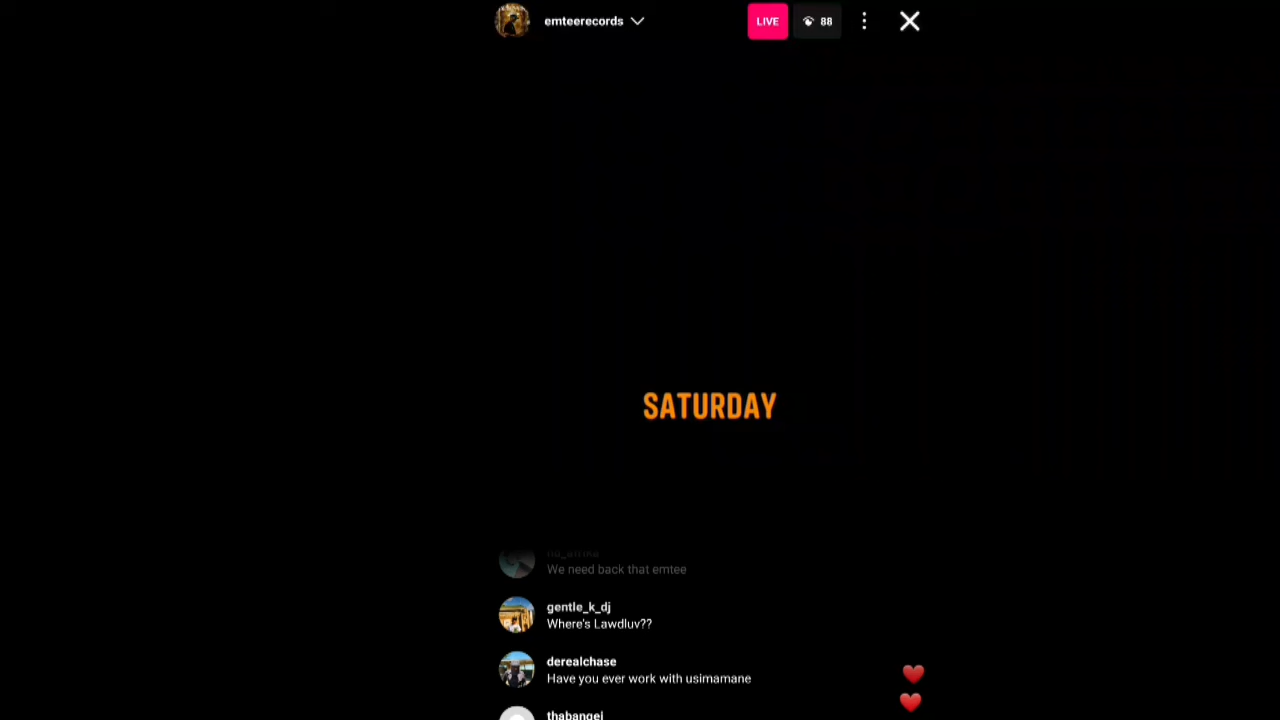 emteerecords
LIVE
88
SATURDAY
We need back that emtee
gentle_k_dj
Where's Lawdluv??
derealchase
Have you ever work with usimamane
thabangel